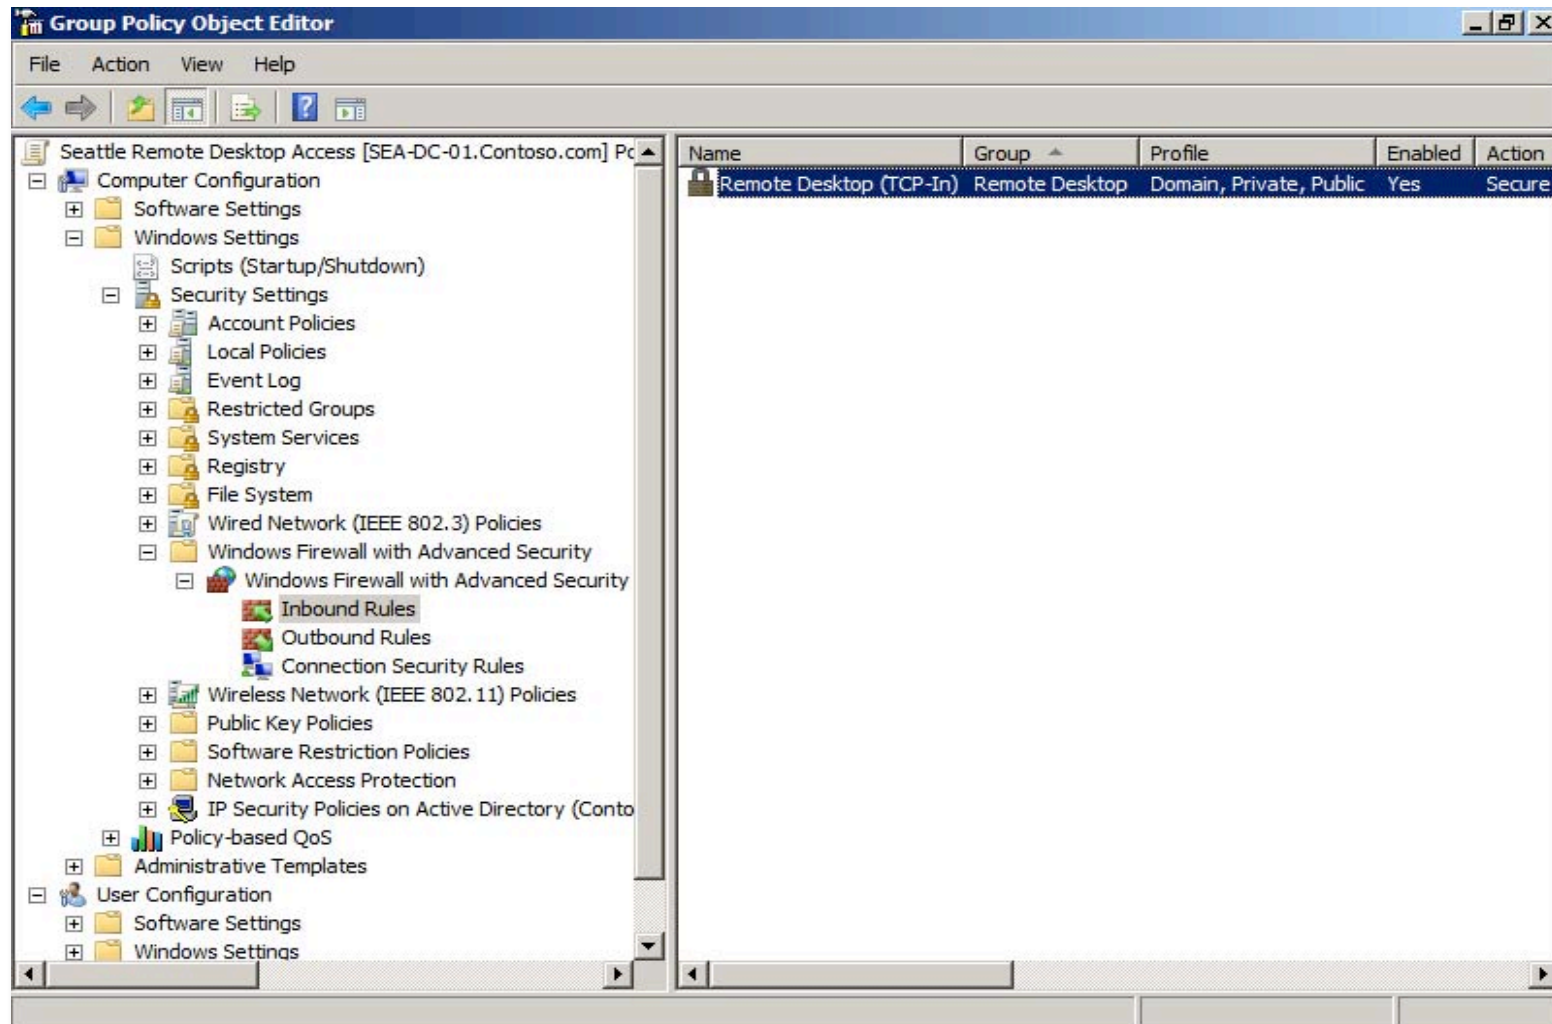 Group Policy Object Editor
File Action View Help
Seattle Remote Desktop Access [SEA-DC-01.Contoso.com] Pc
Computer Configuration
Software Settings
Windows Settings
Scripts (Startup/Shutdown)
Security Settings
Account Policies
Local Policies
Event Log
Restricted Groups
System Services
Registry
File System
Wired Network (IEEE 802.3) Policies
Windows Firewall with Advanced Security
Windows Firewall with Advanced Security
Inbound Rules
Outbound Rules
Connection Security Rules
Wireless Network (IEEE 802.11) Policies
Public Key Policies
Software Restriction Policies
Network Access Protection
IP Security Policies on Active Directory (Conto
Policy-based QoS
Administrative Templates
User Configuration
Software Settings
Windows Settings
Name Group Profile Enabled Action
Remote Desktop (TCP-In) Remote Desktop Domain, Private, Public Yes Secure